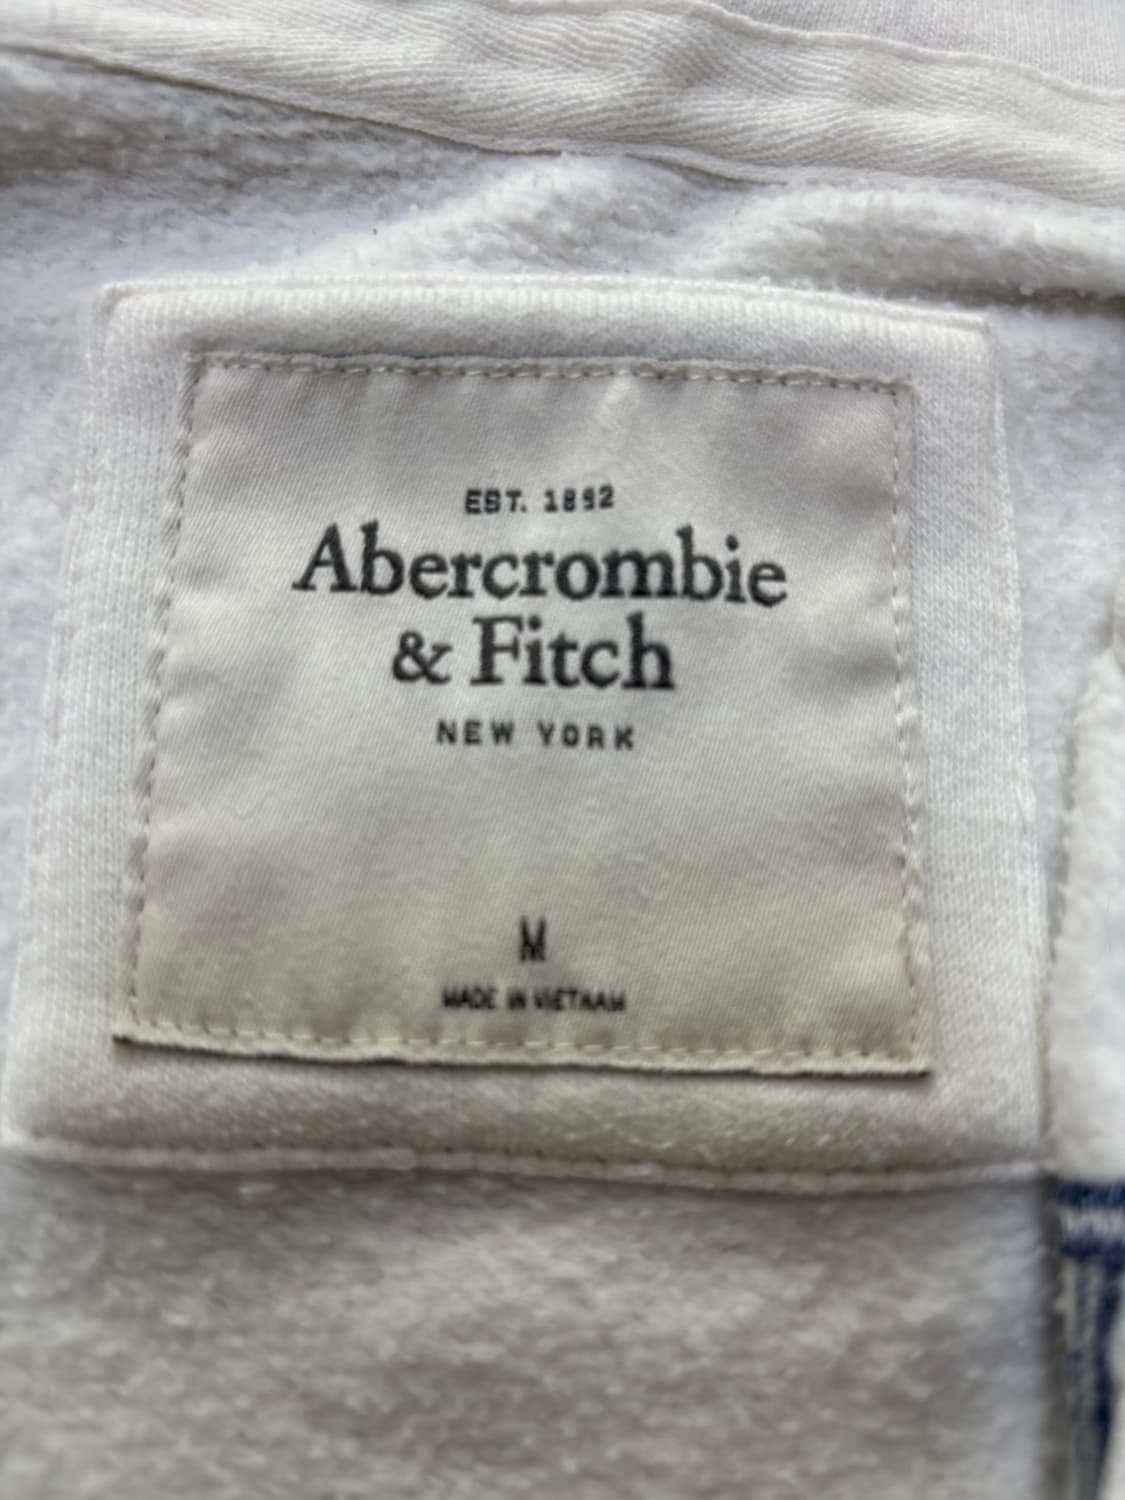 EST. 1892
Abercrombie
& Fitch
NEW YORK
M
MADE IN VIETNAM